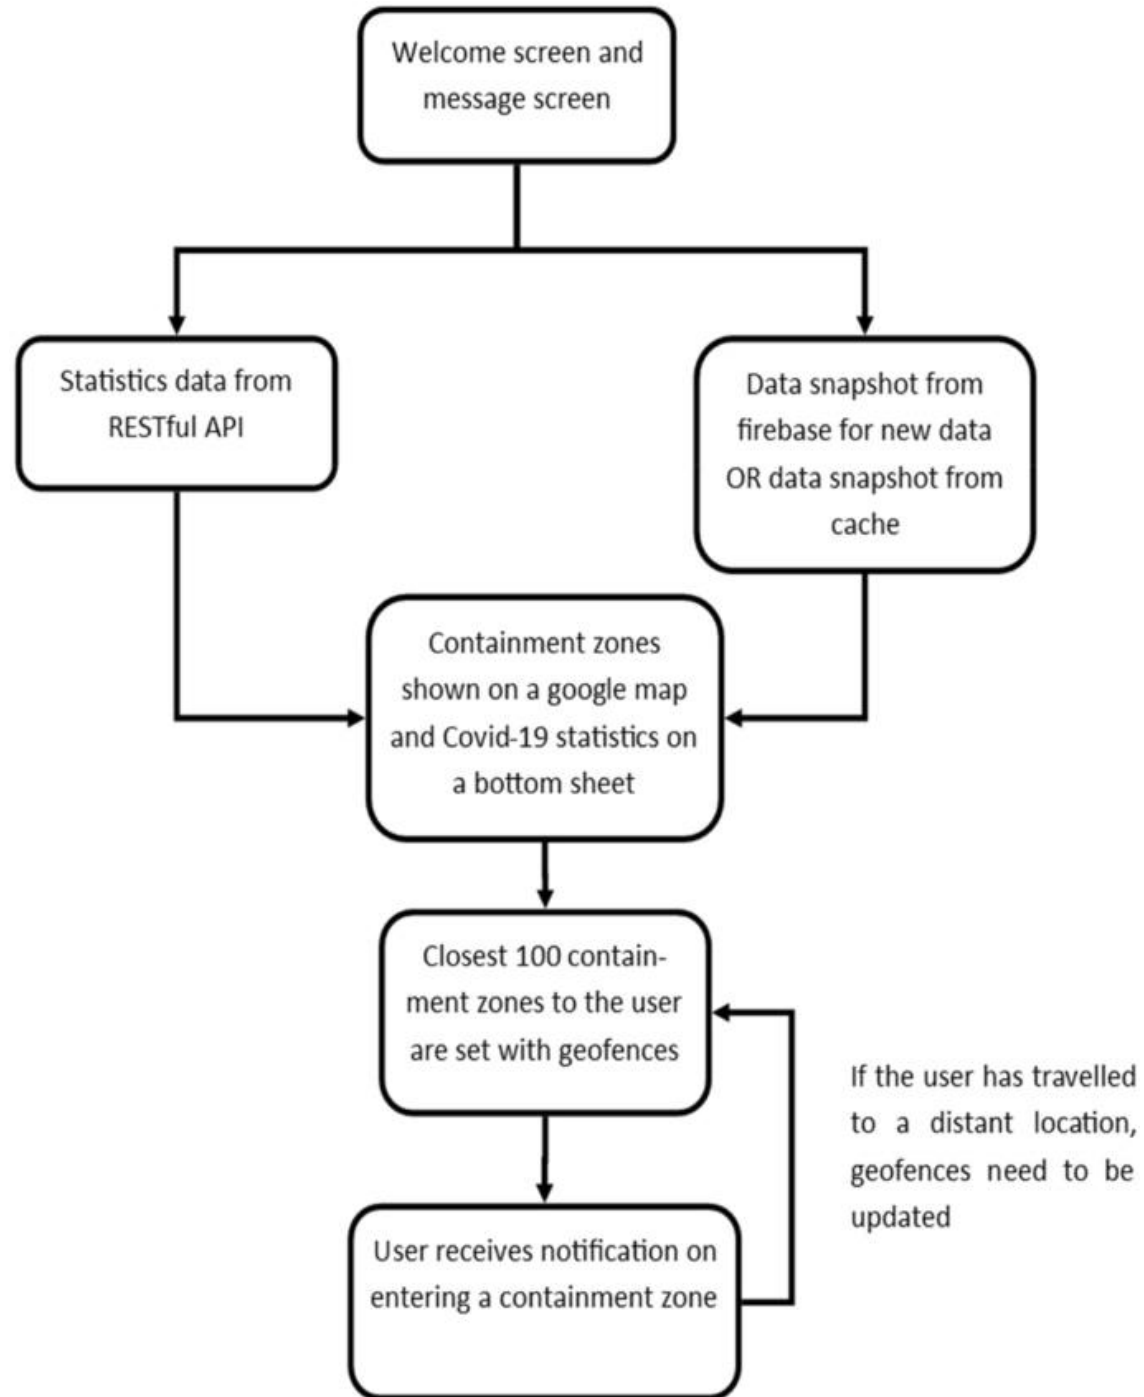 Welcome screen and
message screen
Statistics data from
RESTful API
Data snapshot from
firebase for new data
OR data snapshot from
cache
Containment zones
shown on a google map
and Covid-19 statistics on
a bottom sheet
Closest 100 contain-
ment zones to the user
are set with geofences
If the user has travelled
to a distant location,
geofences need to be
updated
User receives notification on
entering a containment zone